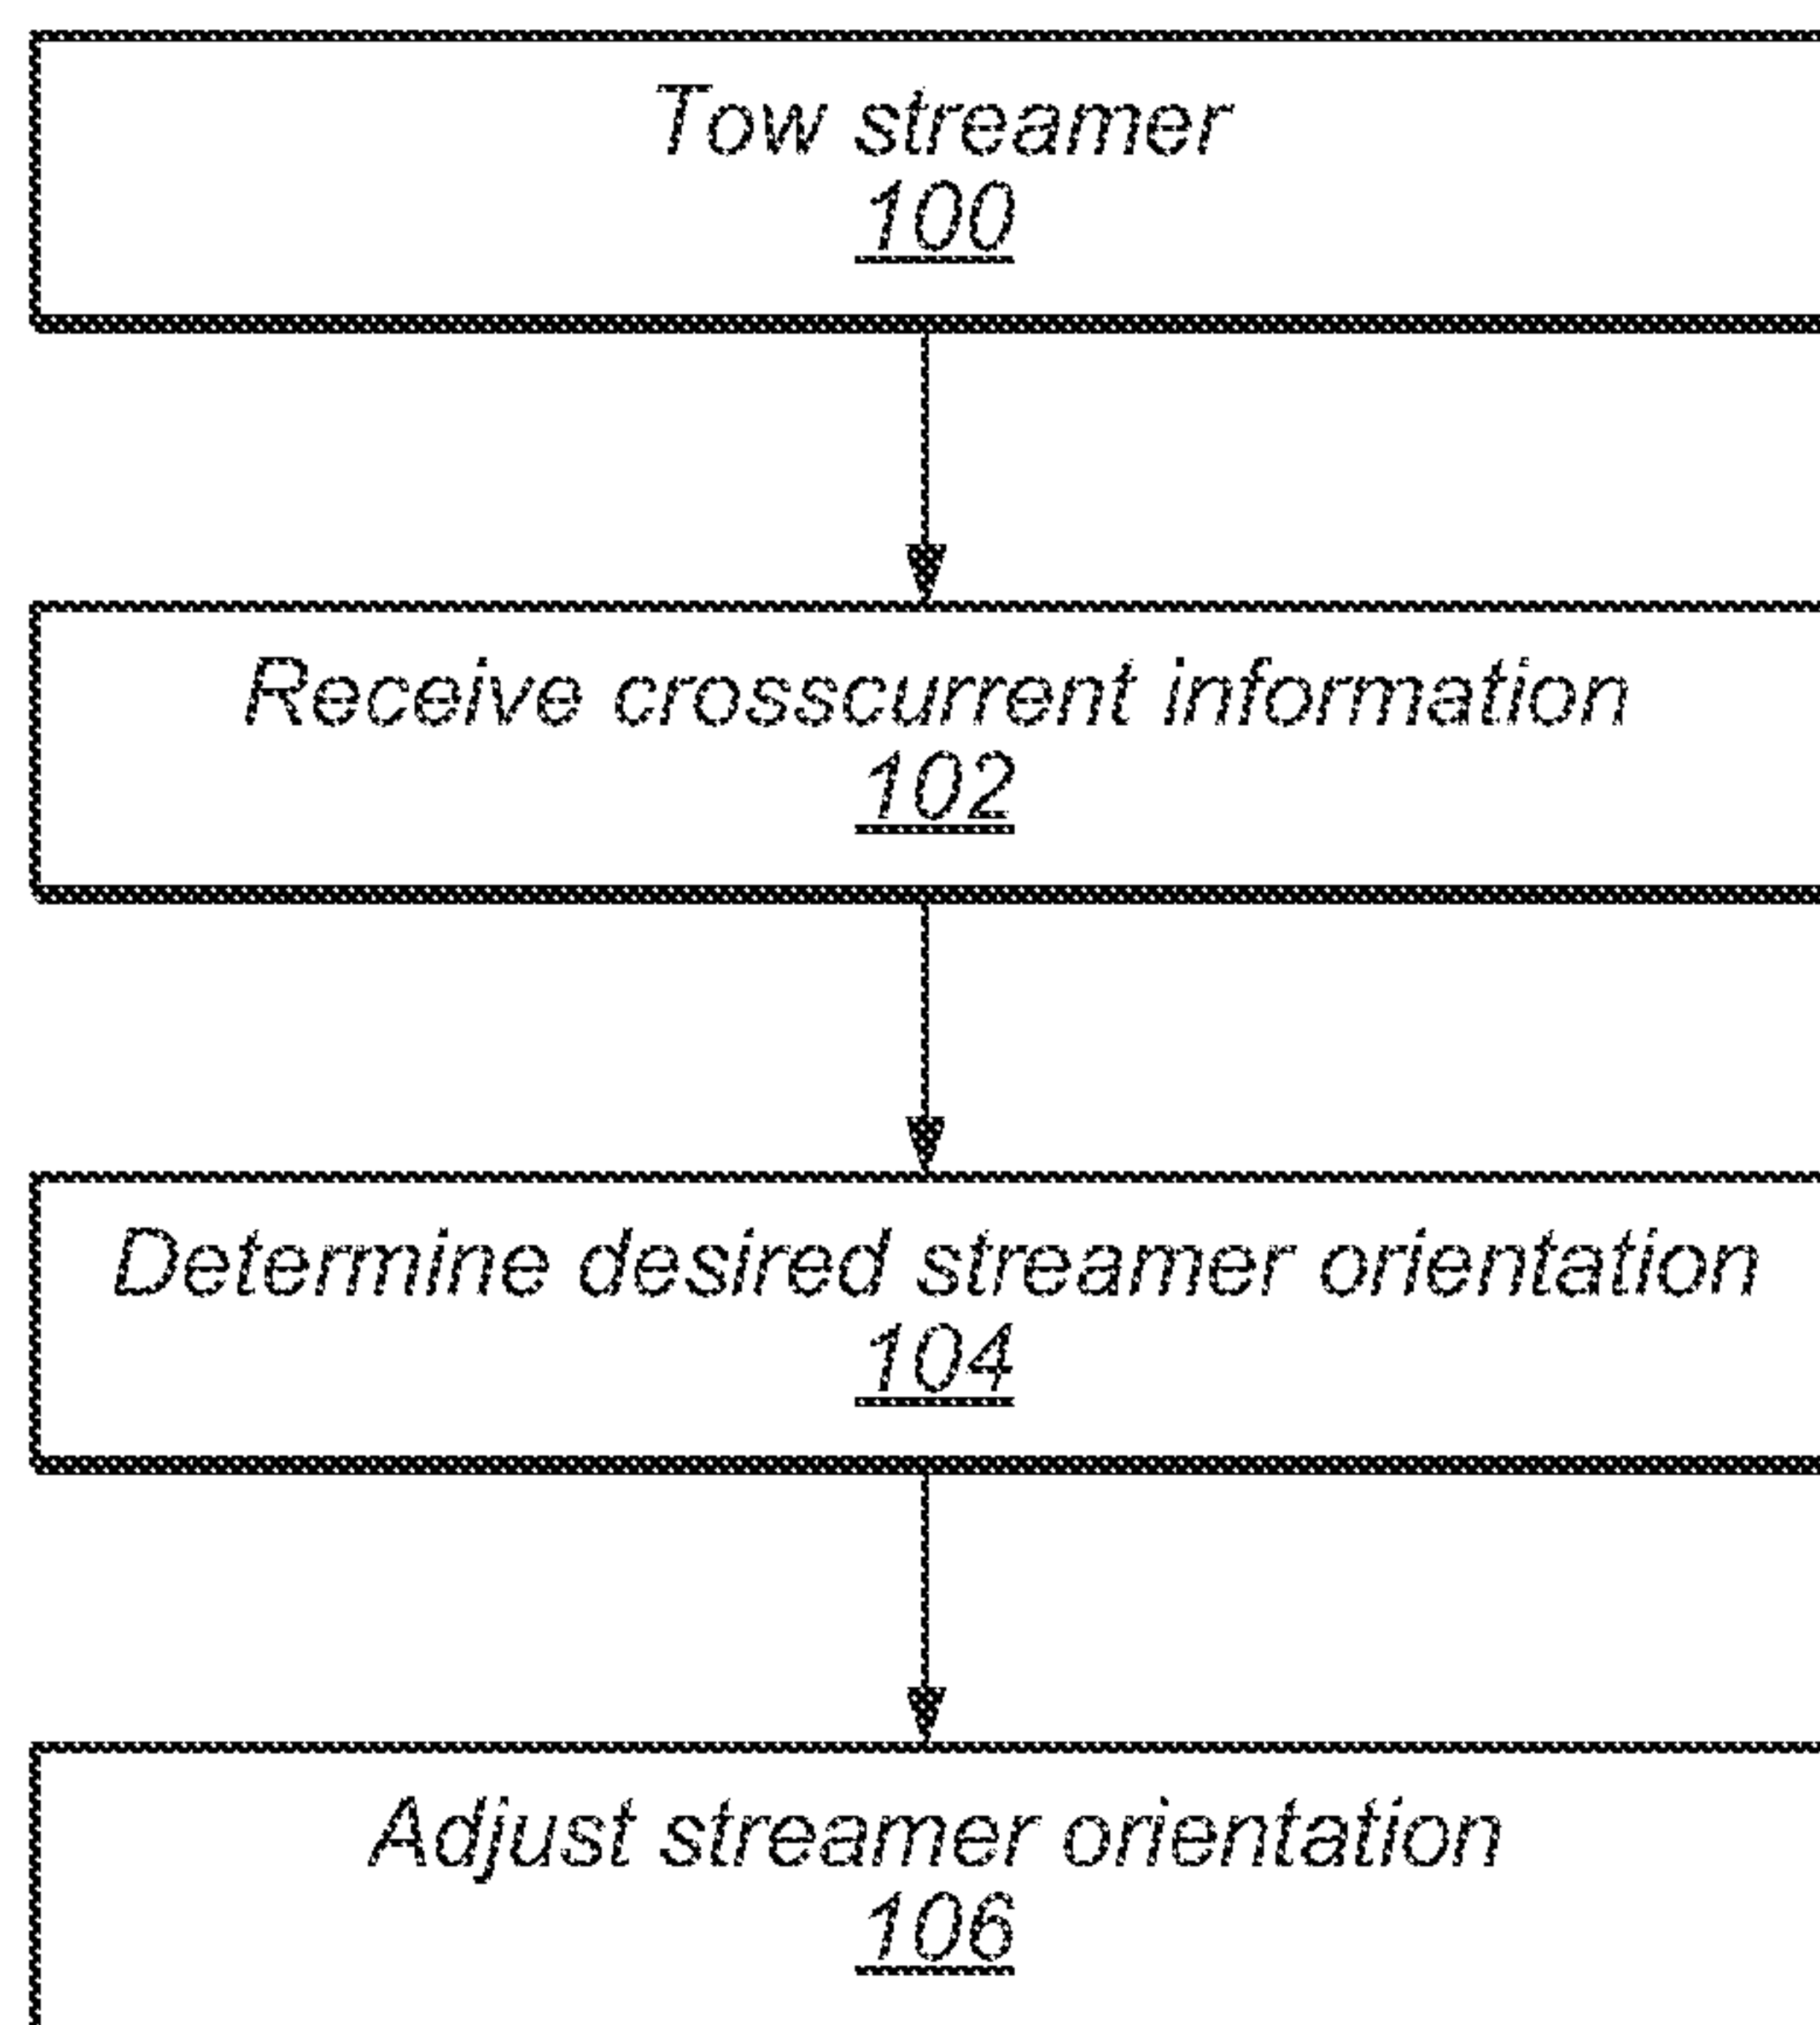 Tow streamer
100
Receive crosscurrent information
102
Determine desired streamer orientation
104
Adjust streamer orientation
106